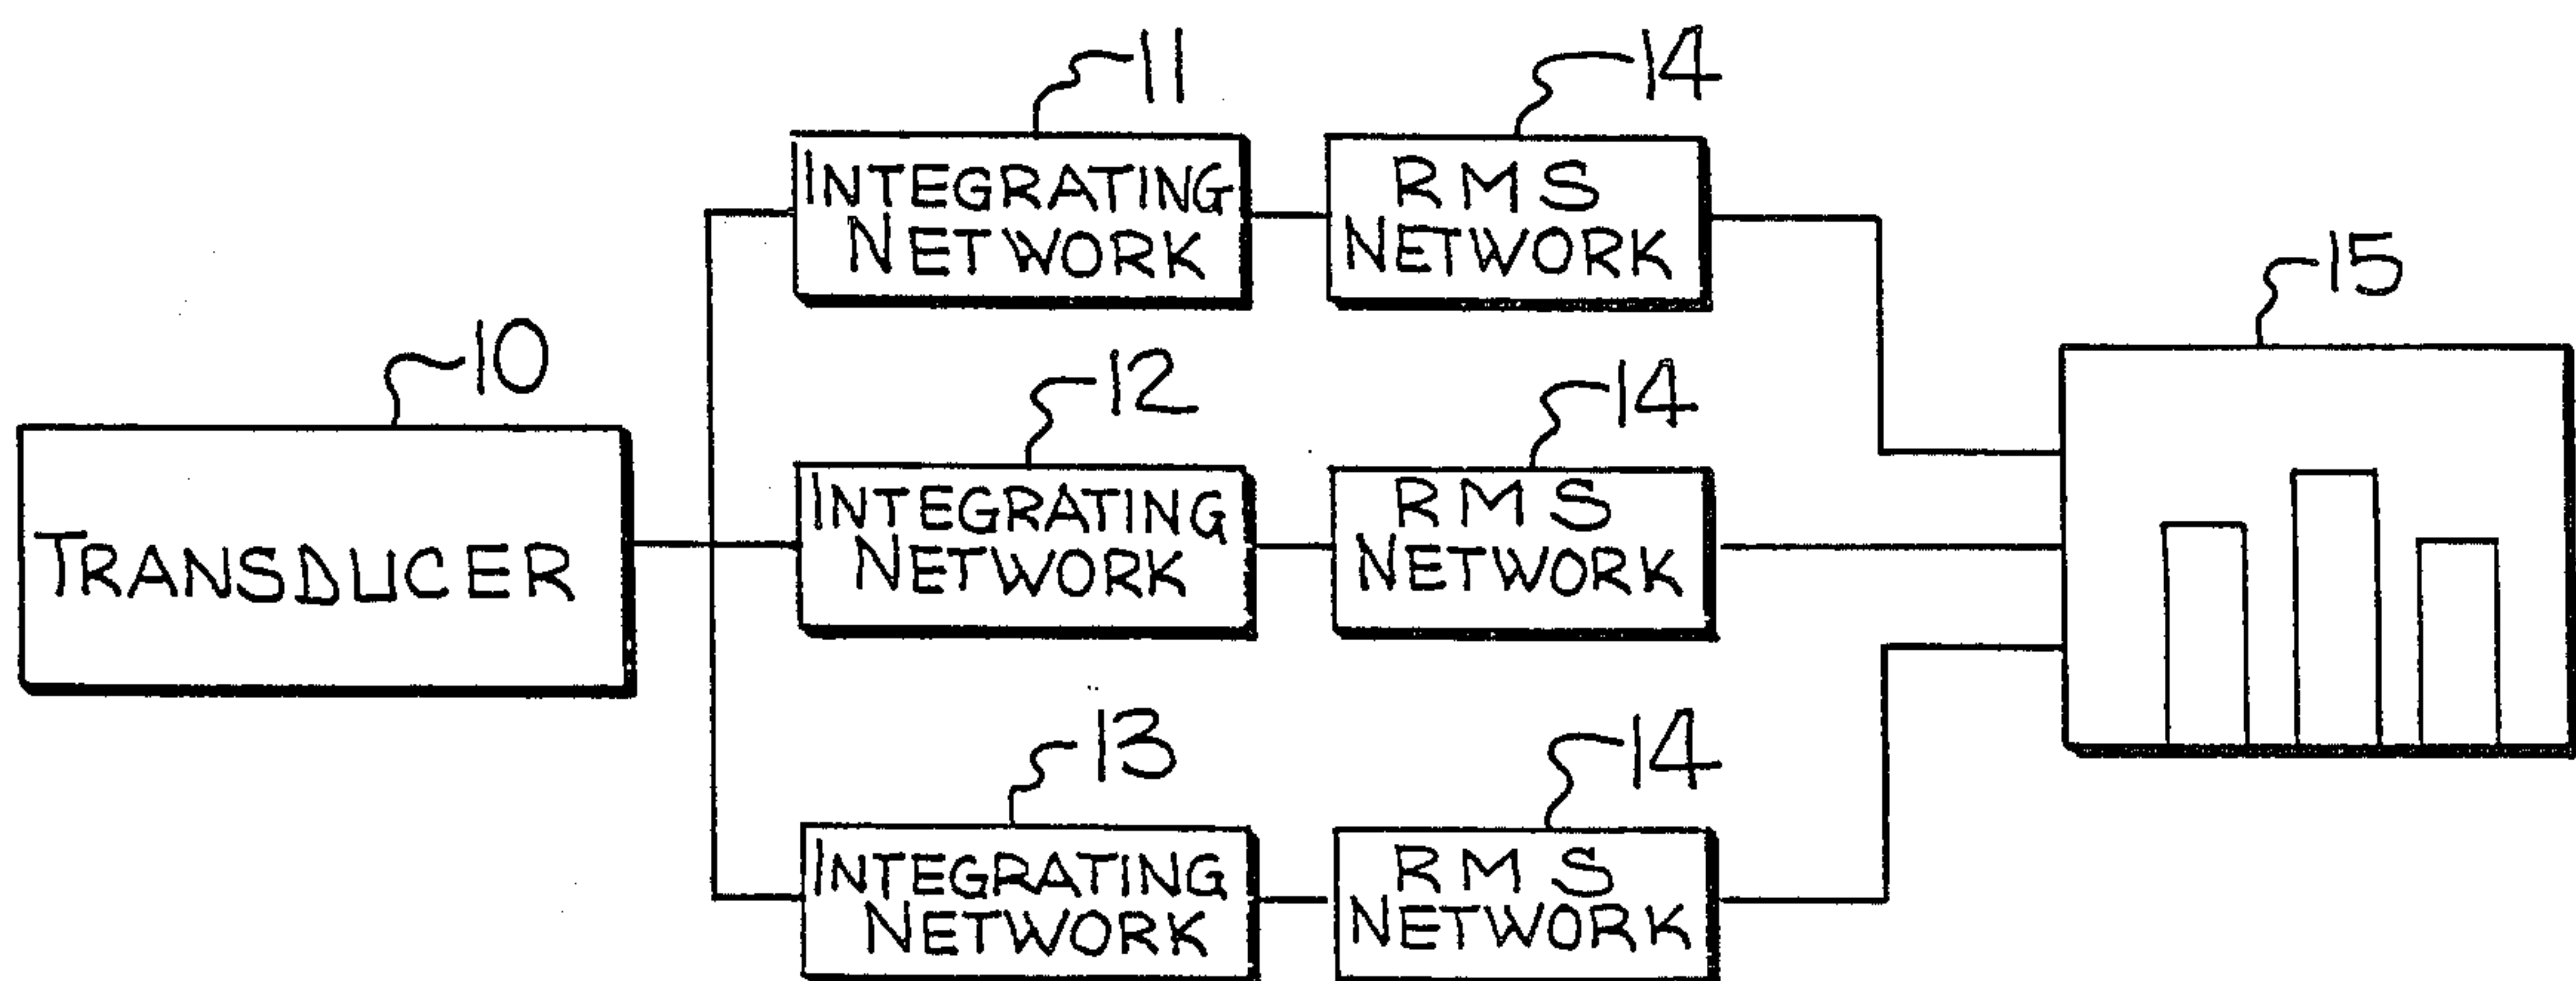 11
14
INTEGRATING
NETWORK
RMS
NETWORK
15
10
TRANSDUCER
12
14
INTEGRATING
NETWORK
RMS
NETWORK
13
14
INTEGRATING
NETWORK
RMS
NETWORK